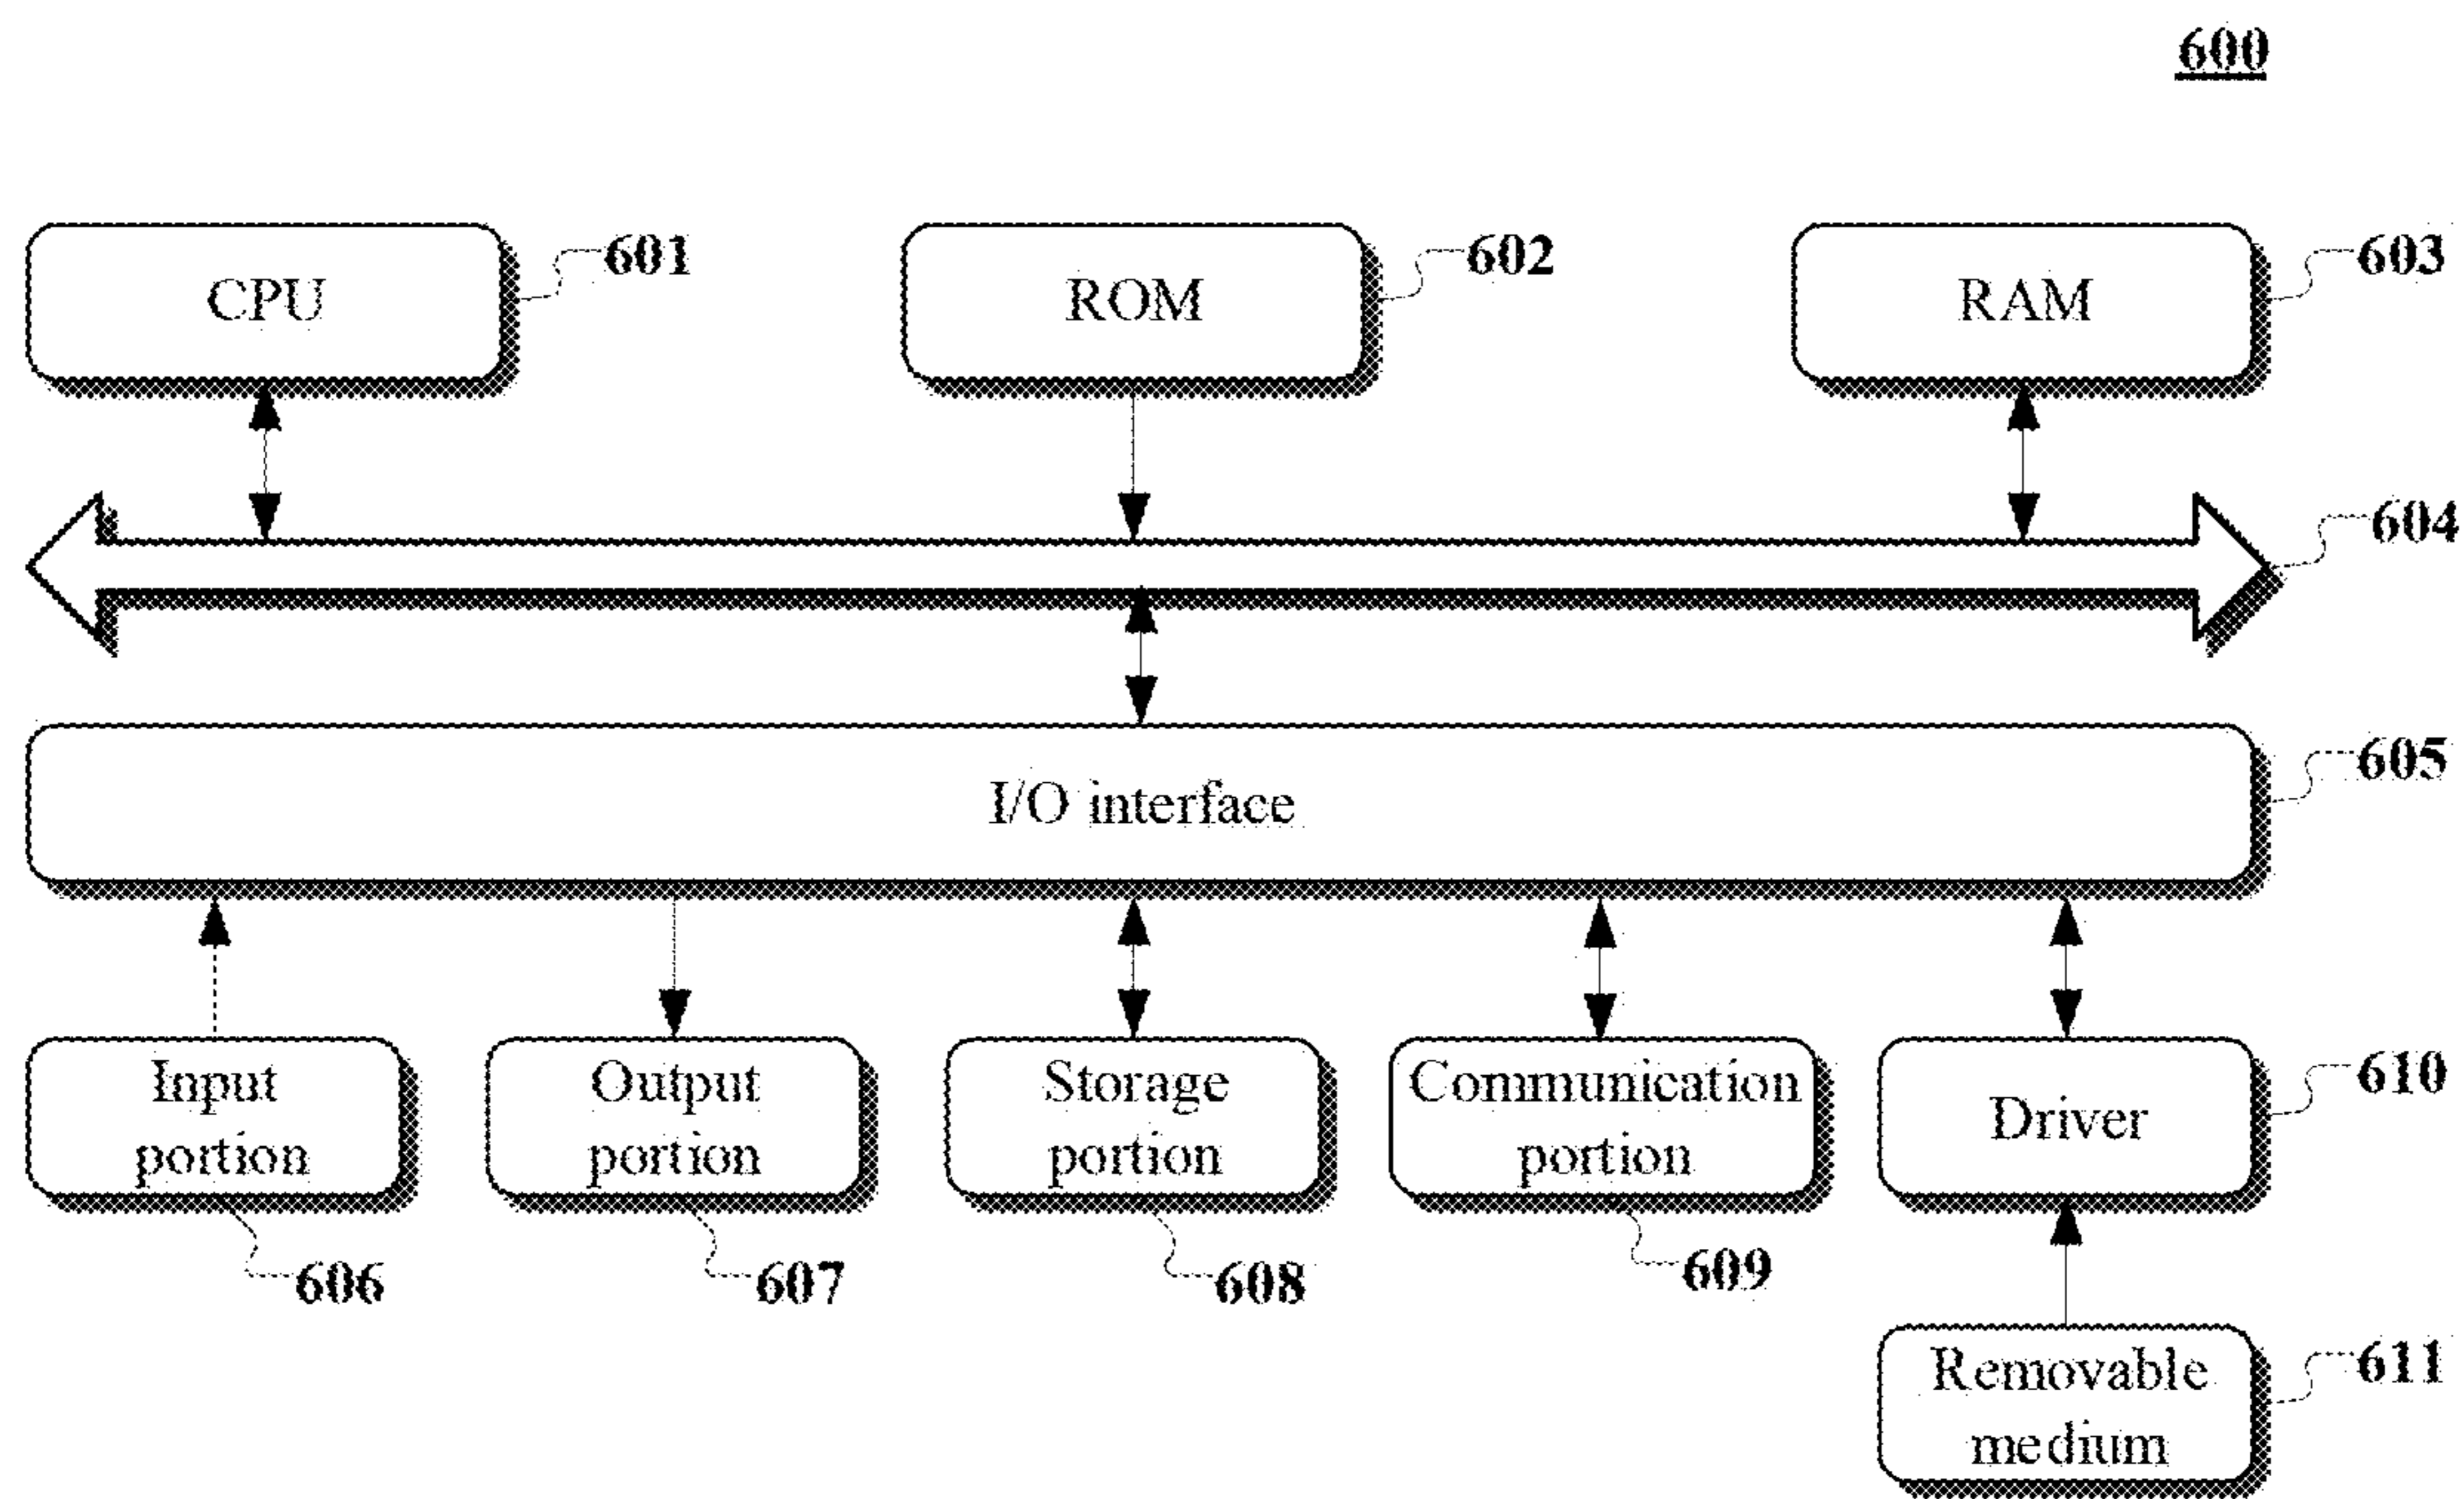 600
CPU
601
ROM
602
RAM
603
604
I/O interface
605
Input
portion
606
Output
portion
607
Storage
portion
608
Communication
portion
609
Driver
610
Removable
medium
611